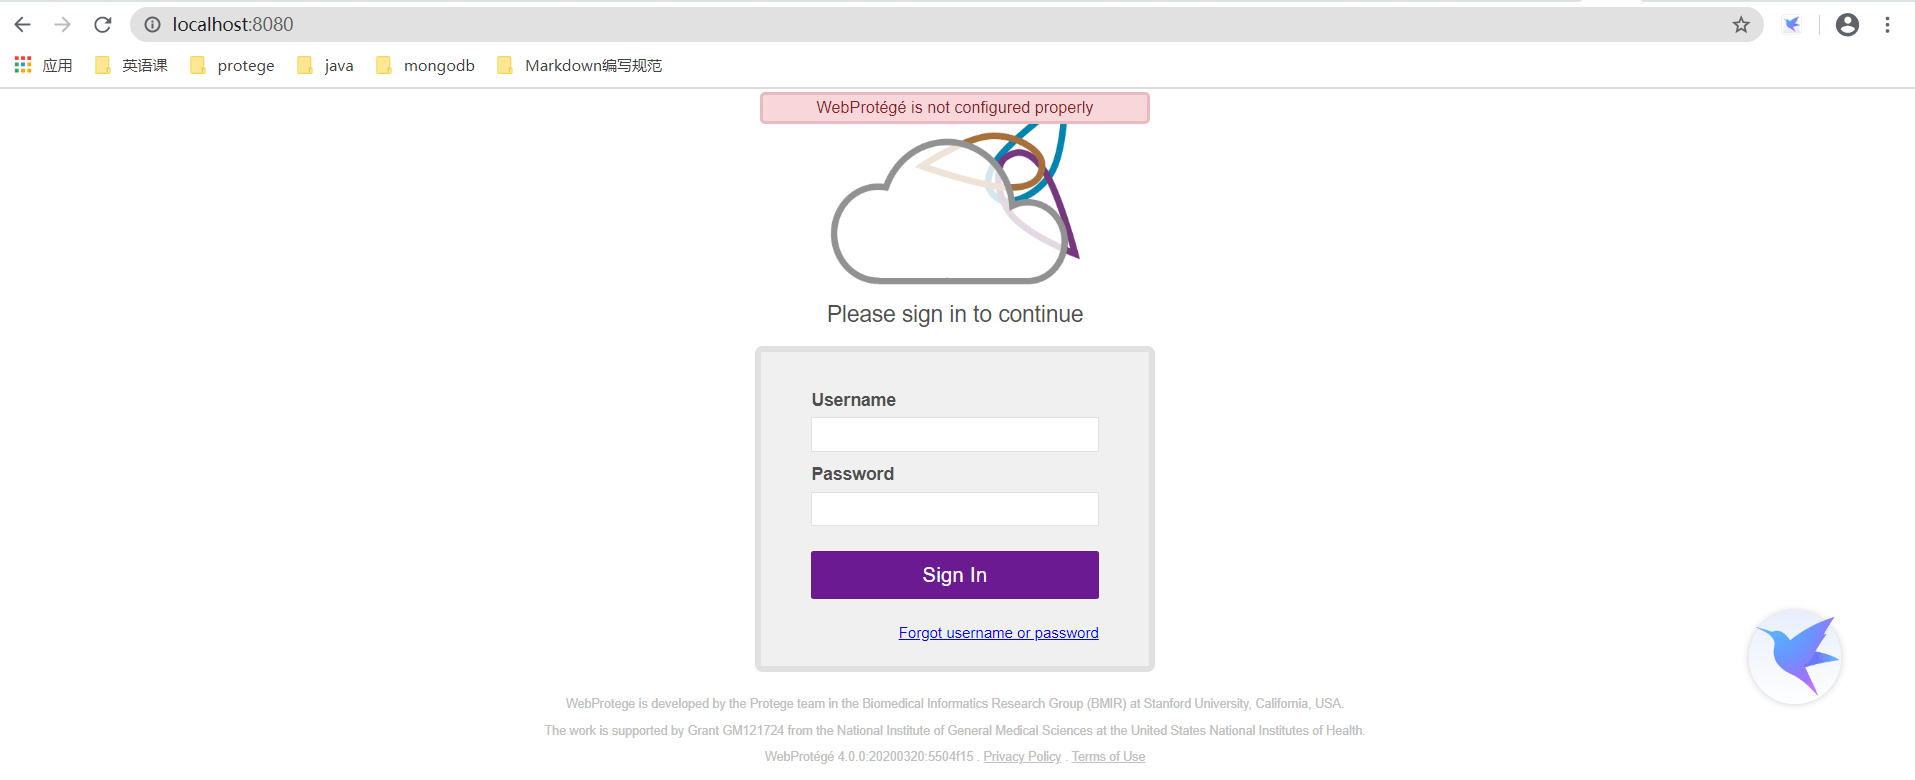 localhost:8080
应用 英语课 protege java mongodb Markdown编写规范
WebProtégé is not configured properly
Please sign in to continue
Username
Password
Sign In
Forgot username or password
WebProtege is developed by the Protege team in the Biomedical Informatics Research Group (BMIR) at Stanford University, California, USA.
The work is supported by Grant GM121724 from the National Institute of General Medical Sciences at the United States National Institutes of Health.
WebProtégé 4.0.0:20200320:5504f15 . Privacy Policy . Terms of Use